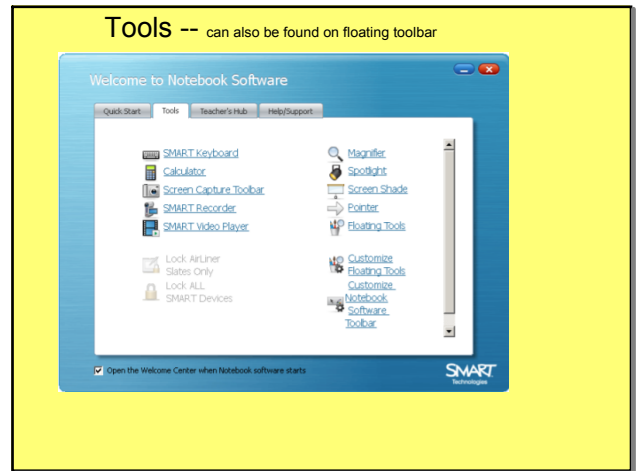 Tools -- can also be found on floating toolbar
Welcome to Notebook Software
Quick Start Tools Teacher's Hub Help/Support
SMART Keyboard
Calculator
Screen Capture Toolbar
SMART Recorder
SMART Video Player
Lock AirLiner
Slates Only
Lock ALL
SMART Devices
Magnifier
Spotlight
Screen Shade
Pointer
Floating Tools
Customize
Floating Tools
Customize
Notebook
Software
Toolbar
Open the Welcome Center when Notebook software starts
SMART
Technologies